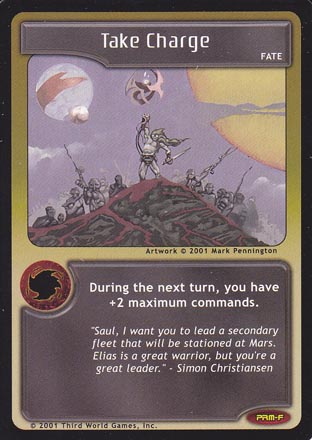 Take Charge
FATE
Artwork © 2001 Mark Pennington
During the next turn, you have
+2 maximum commands.
"Saul, I want you to lead a secondary
fleet that will be stationed at Mars.
Elias is a great warrior, but you're a
great leader." - Simon Christiansen
PRM-F
© 2001 Third World Games, Inc.